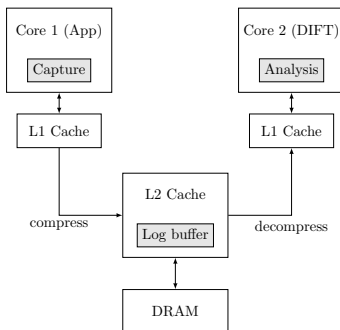 Core 1 (App)
Capture
Core 2 (DIFT)
Analysis
L1 Cache
L1 Cache
L2 Cache
compress
Log buffer
decompress
DRAM